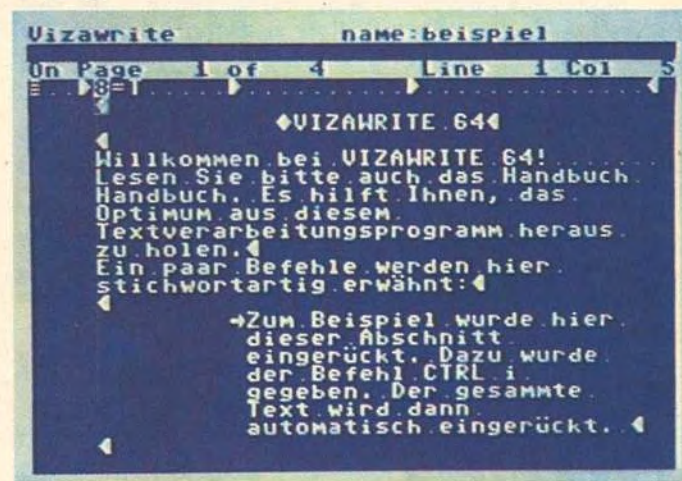 Vizawrite name:beispiel
On Page 1 of 4 Line 1 Col 5
8=T
VIZAWRITE 64
Willkommen bei VIZAWRITE 64!
Lesen Sie bitte auch das Handbuch
Handbuch. Es hilft Ihnen, das
Optimum aus diesem
Textverarbeitungsprogramm heraus
zu holen.
Ein paar Befehle werden hier
stichwortartig erwähnt:
Zum Beispiel wurde hier
dieser Abschnitt
eingerückt. Dazu wurde
der Befehl CTRL i
gegeben. Der gesammte
Text wird dann
automatisch eingerückt.